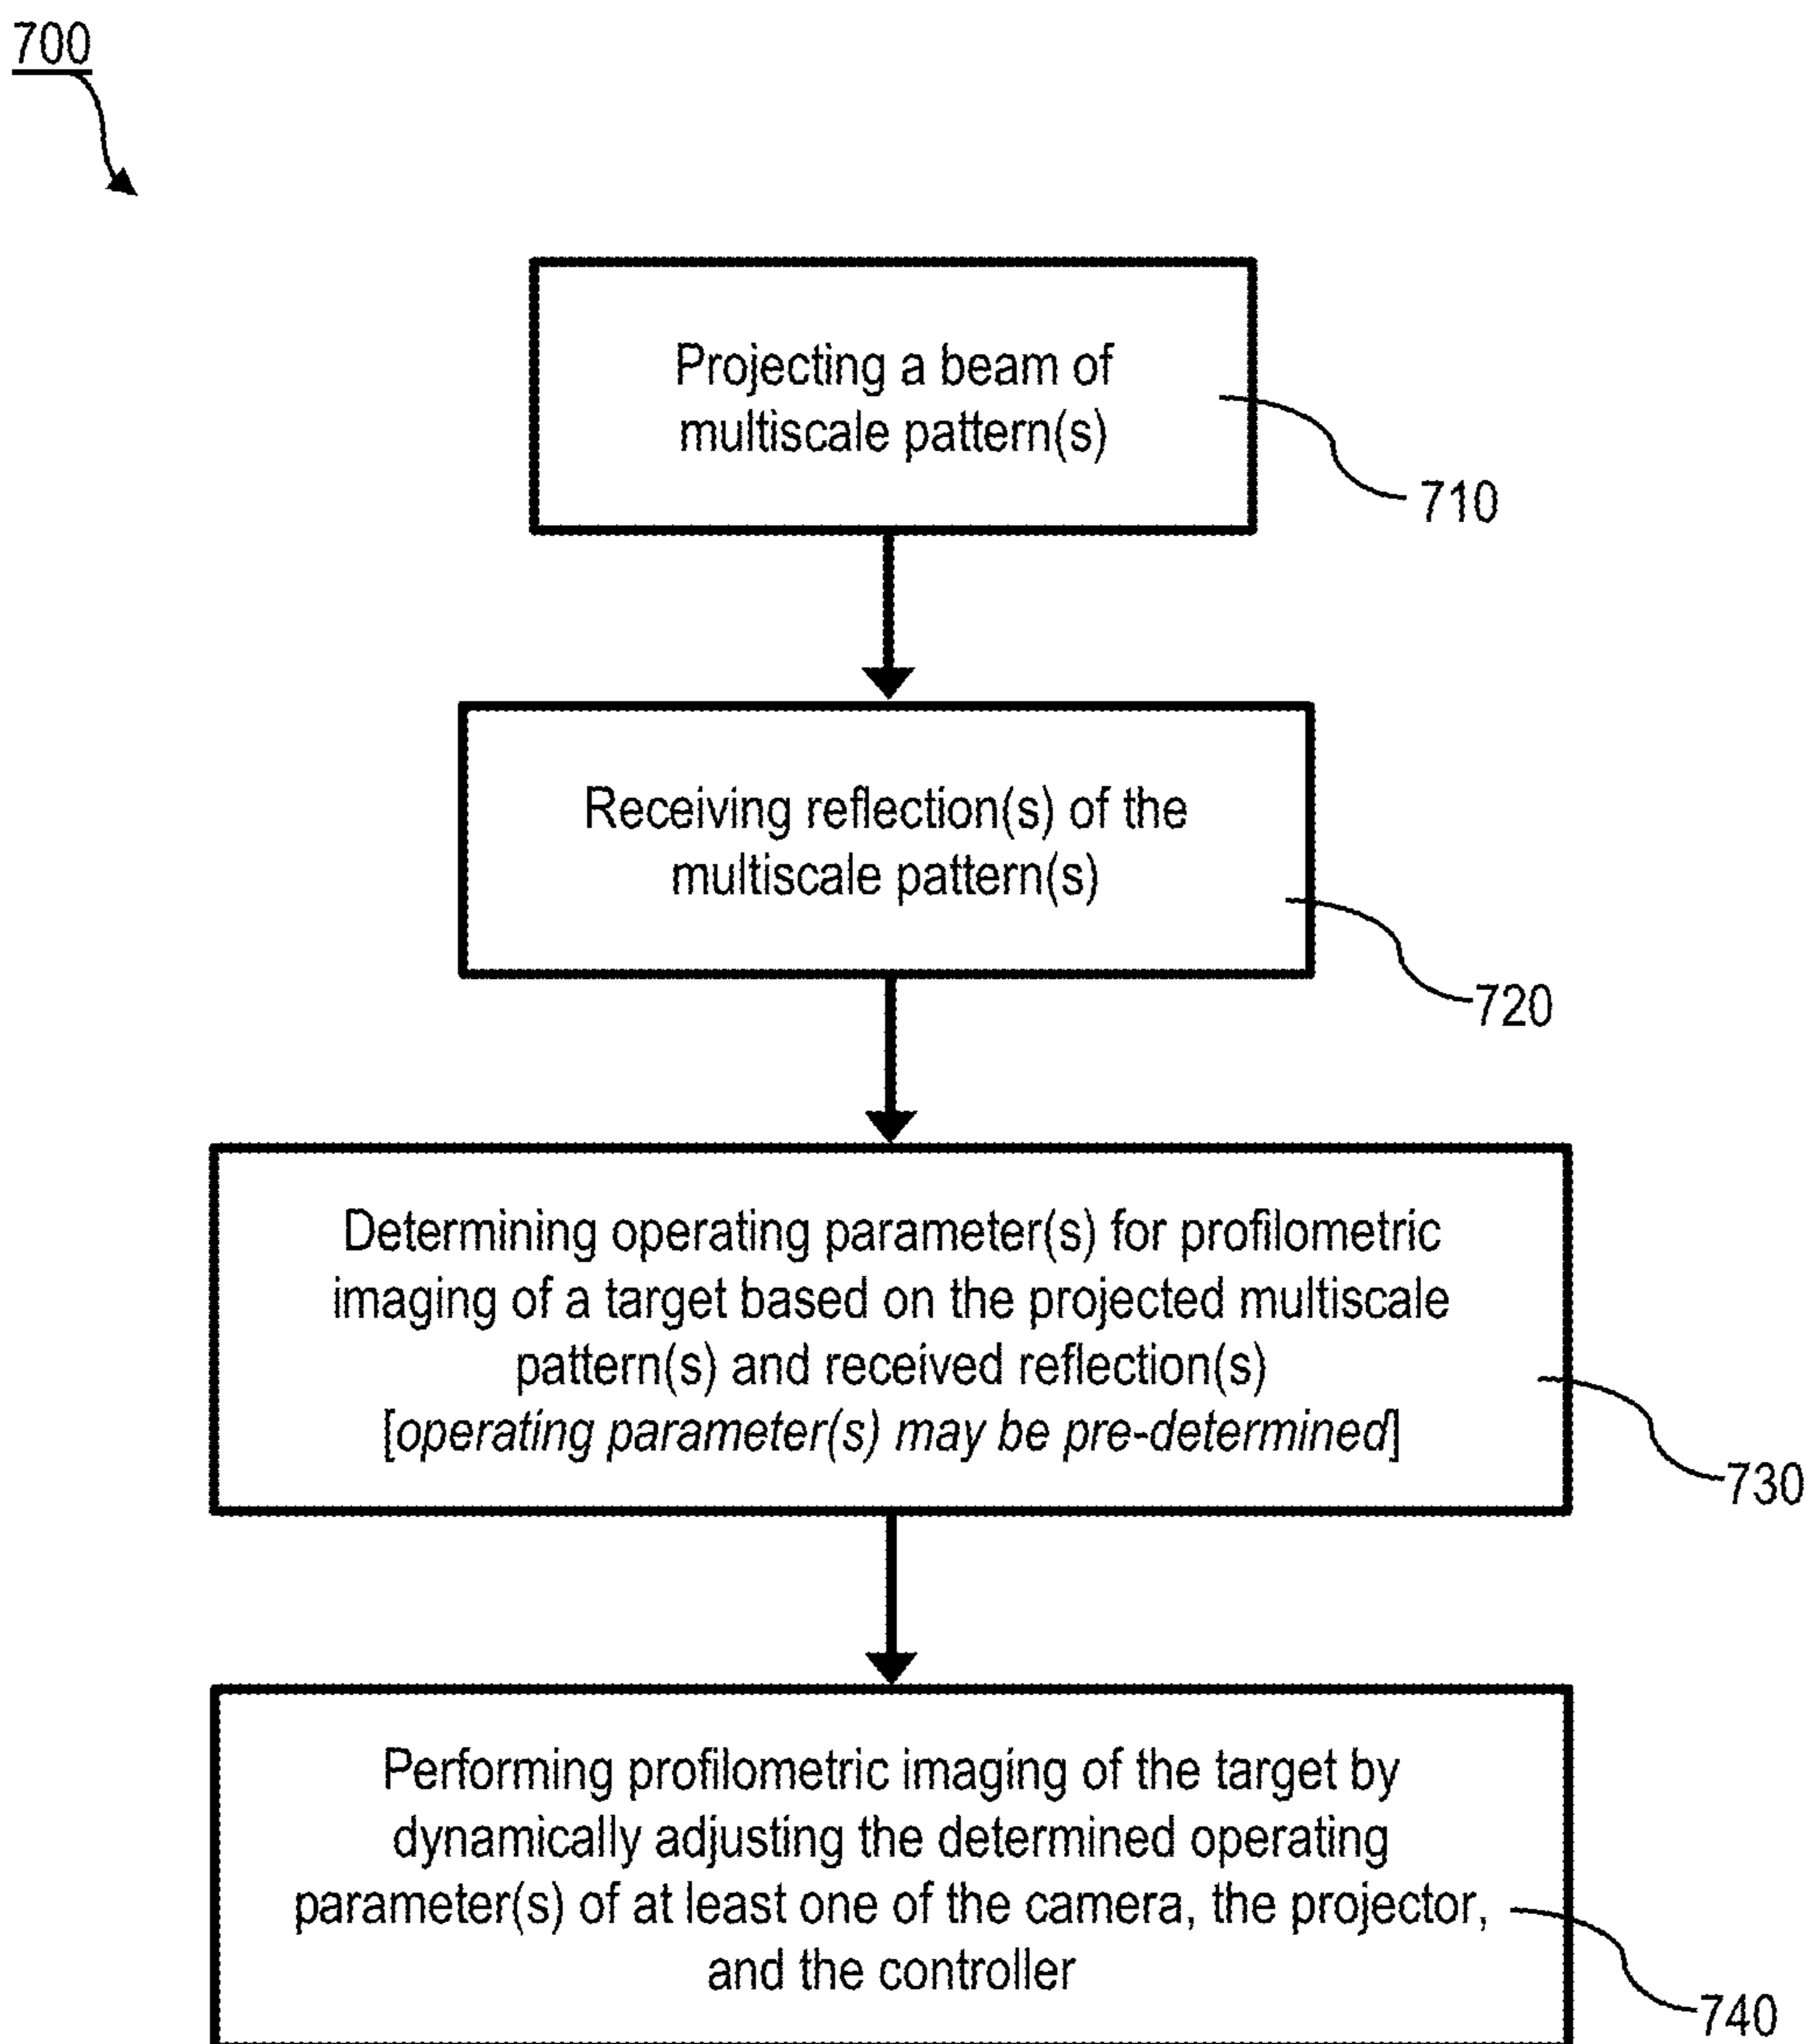 700
Projecting a beam of
multiscale pattern(s)
710
Receiving reflection(s) of the
multiscale pattern(s)
720
Determining operating parameter(s) for profilometric
imaging of a target based on the projected multiscale
pattern(s) and received reflection(s)
[operating parameter(s) may be pre-determined]
730
Performing profilometric imaging of the target by
dynamically adjusting the determined operating
parameter(s) of at least one of the camera, the projector,
and the controller
740